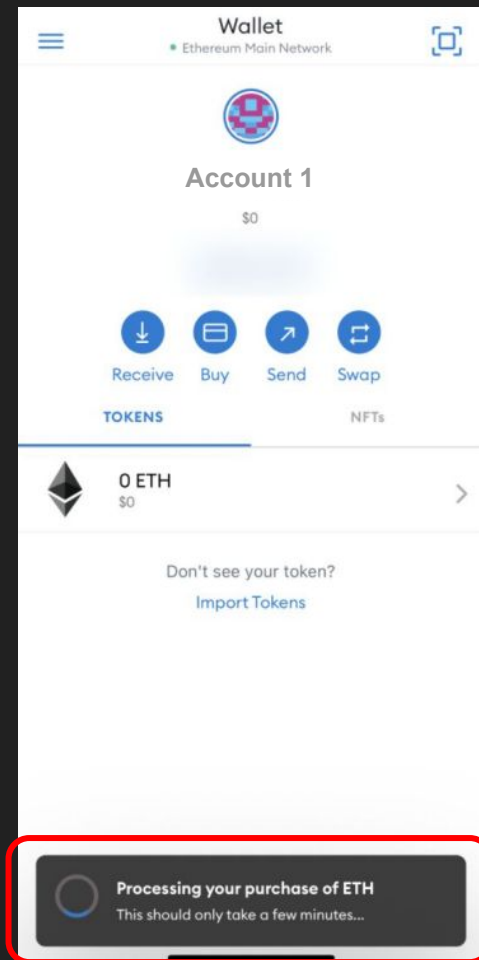 Wallet
Ethereum Main Network
Account 1
$0
Receive Buy Send Swap
TOKENS NFTs
0 ETH
$0
Don't see your token?
Import Tokens
Processing your purchase of ETH
This should only take a few minutes...